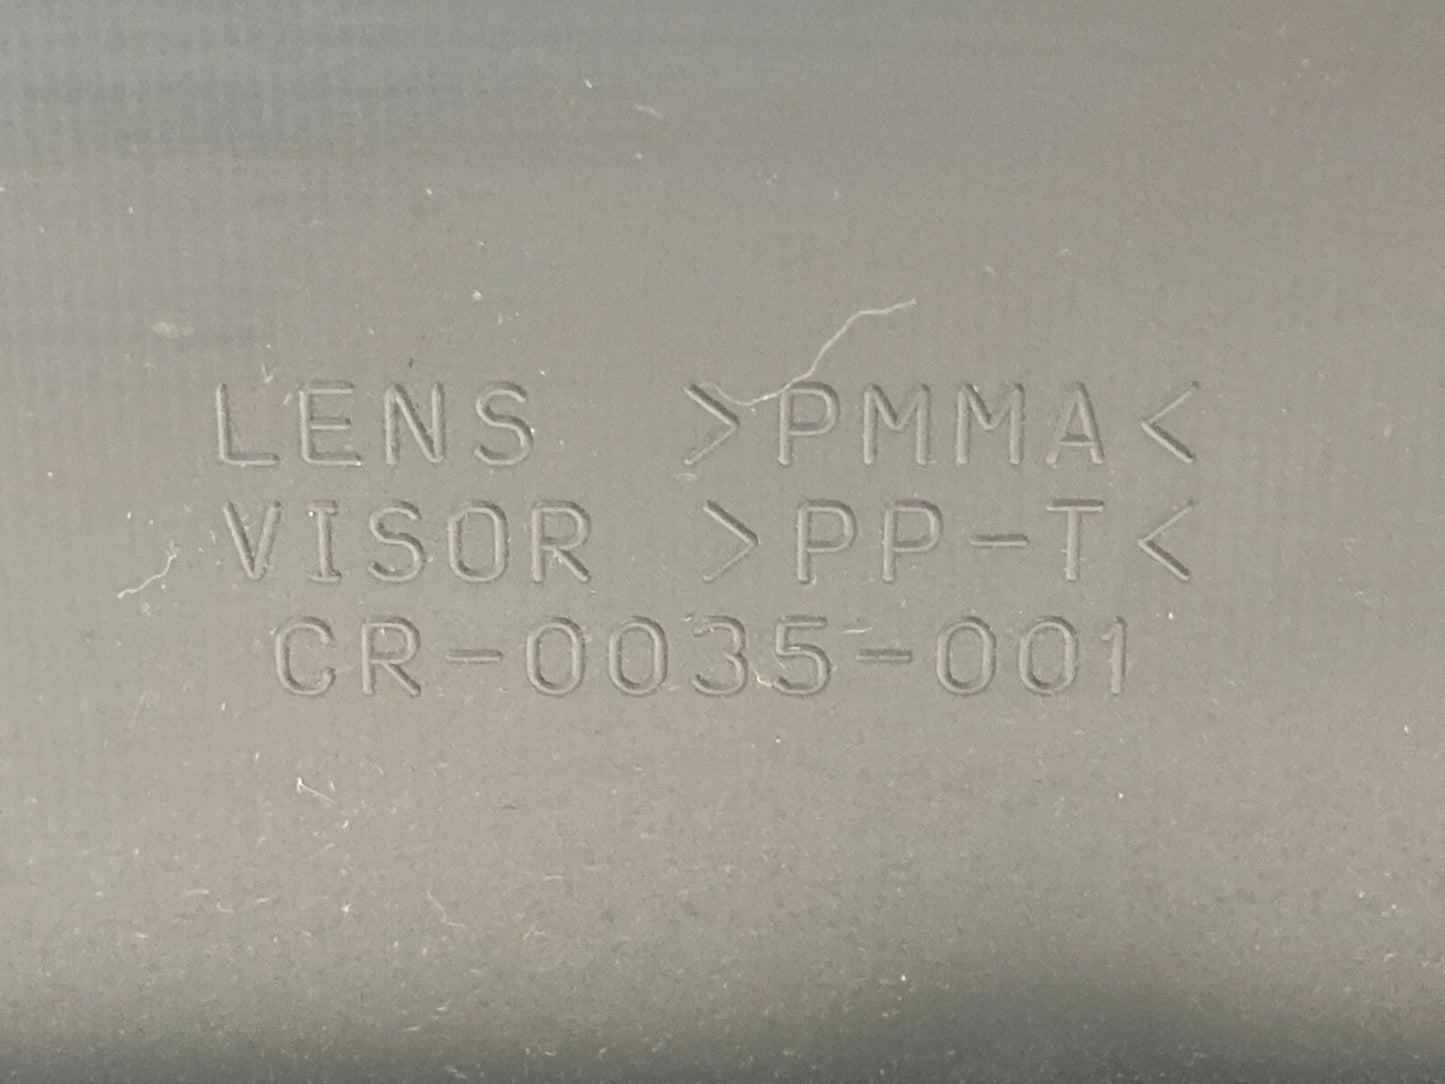 LENS >PMMA<
VISOR >PP-T<
CR-0035-001